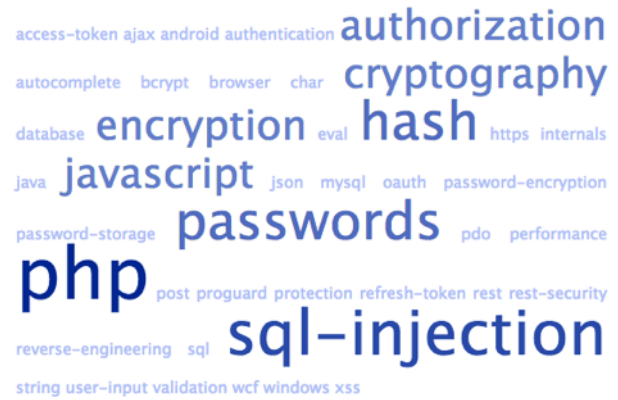 access-token ajax android authentication authorization
autocomplete bcrypt browser char cryptography
database encryption eval hash https internals
java javascript json mysql oauth password-encryption
password-storage passwords pdo performance
php post proguard protection refresh-token rest rest-security
reverse-engineering sql sql-injection
string user-input validation wcf windows xss